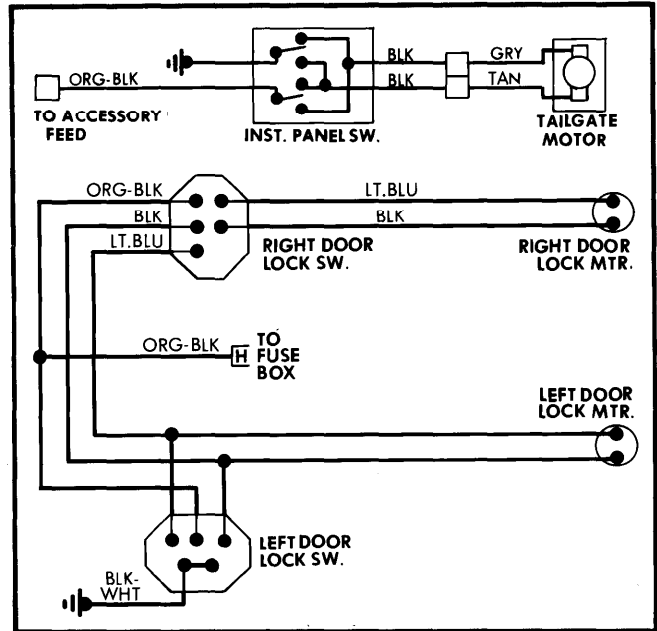 BLK
GRY
ORG-BLK
BLK
TAN
TO ACCESSORY
FEED
INST. PANEL SW.
TAILGATE
MOTOR
ORG-BLK
LT.BLU
BLK
BLK
LT.BLU
RIGHT DOOR
LOCK SW.
RIGHT DOOR
LOCK MTR.
ORG-BLK
H
TO
FUSE
BOX
LEFT DOOR
LOCK MTR.
LEFT DOOR
LOCK SW.
BLK-
WHT